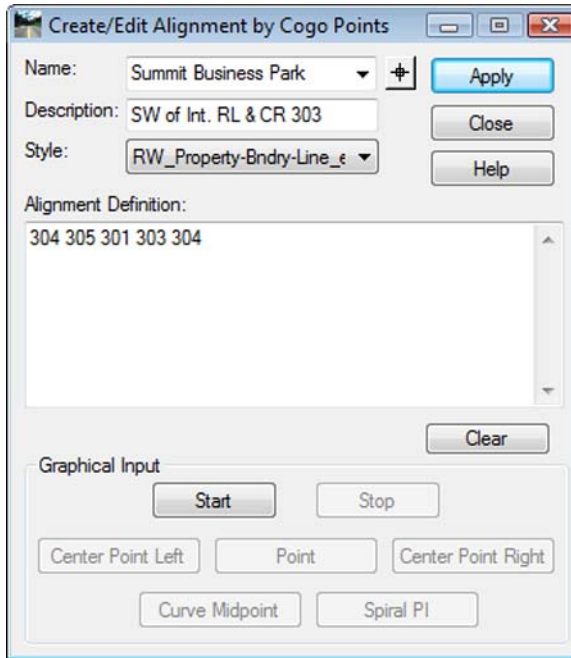 Create/Edit Alignment by Cogo Points
Name: Summit Business Park
Apply
Description: SW of Int. RL & CR 303
Close
Style: RW_Property-Bndry-Line_e
Help
Alignment Definition:
304 305 301 303 304
Clear
Graphical Input
Start Stop
Center Point Left Point Center Point Right
Curve Midpoint Spiral PI